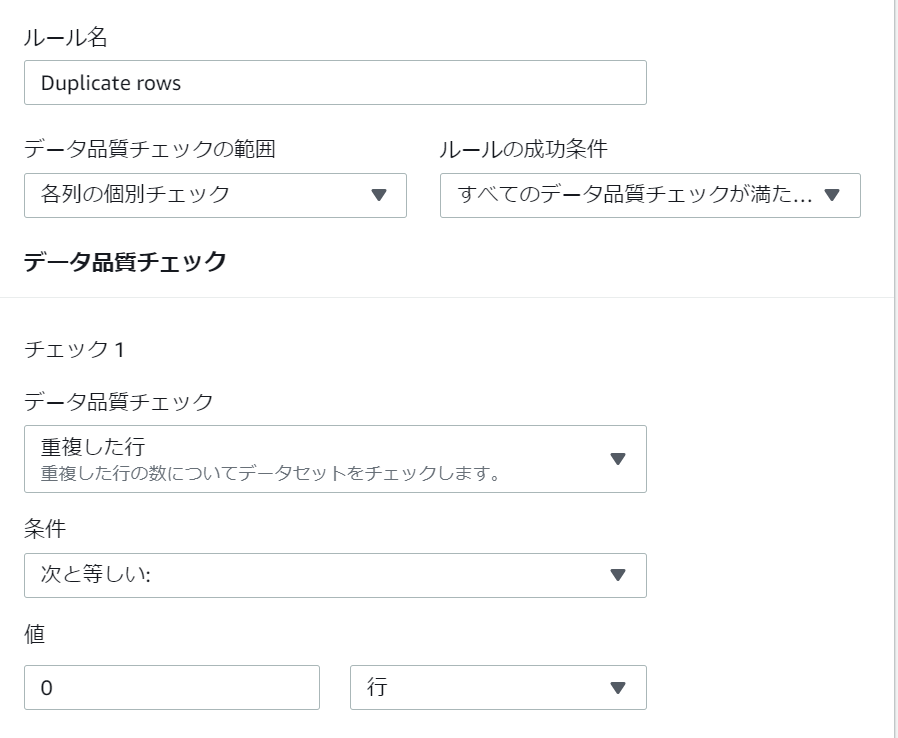 ルール名
Duplicate rows
データ品質チェックの範囲
ルールの成功条件
各列の個別チェック
すべてのデータ品質チェックが満た...
データ品質チェック
チェック 1
データ品質チェック
重複した行
重複した行の数についてデータセットをチェックします。
条件
次と等しい:
値
0
行